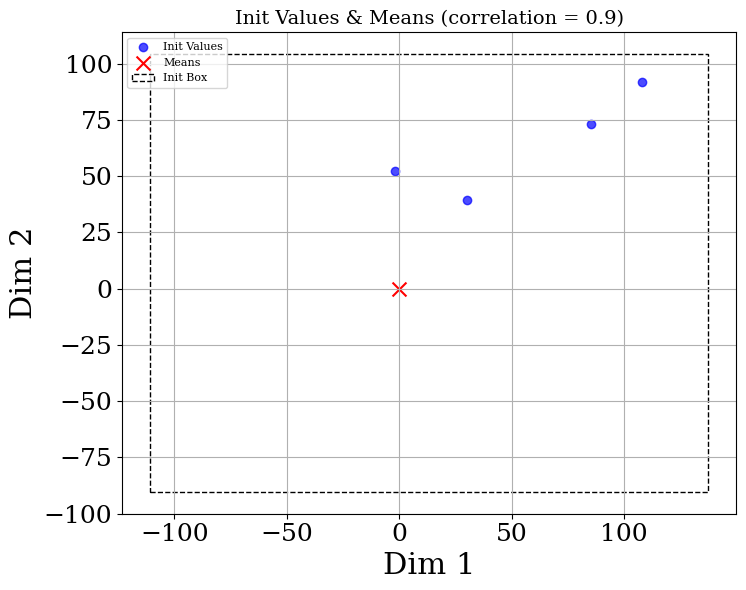 Init Values & Means (correlation = 0.9)
Init Values
Means
Init Box
100
75
50
25
0
−25
−50
−75
−100
Dim 2
−100
−50
0
50
100
Dim 1